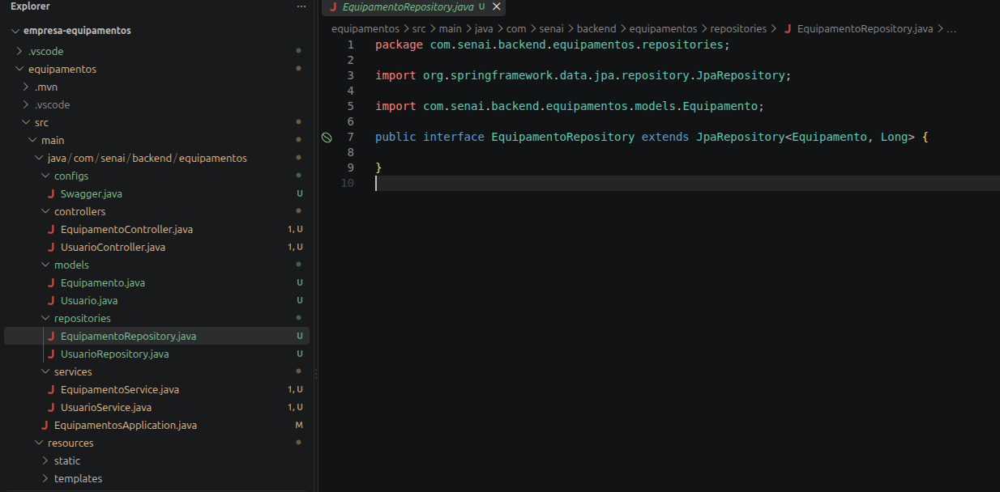 Explorer
...
empresa-equipamentos
.vscode
equipamentos
.mvn
.vscode
src
main
java/com/senai/backend/equipamentos
configs
J Swagger.java U
controllers
J EquipamentoController.java 1, U
J UsuarioController.java 1, U
models
J Equipamento.java U
J Usuario.java U
repositories
J EquipamentoRepository.java U
J UsuarioRepository.java U
services
J EquipamentoService.java 1, U
J UsuarioService.java 1, U
J EquipamentosApplication.java M
resources
static
templates
J EquipamentoRepository.java U ×
equipamentos > src > main > java > com > senai > backend > equipamentos > repositories > J EquipamentoRepository.java > ...
1 package com.senai.backend.equipamentos.repositories;
2
3 import org.springframework.data.jpa.repository.JpaRepository;
4
5 import com.senai.backend.equipamentos.models.Equipamento;
6
7 public interface EquipamentoRepository extends JpaRepository<Equipamento, Long> {
8
9 }
10